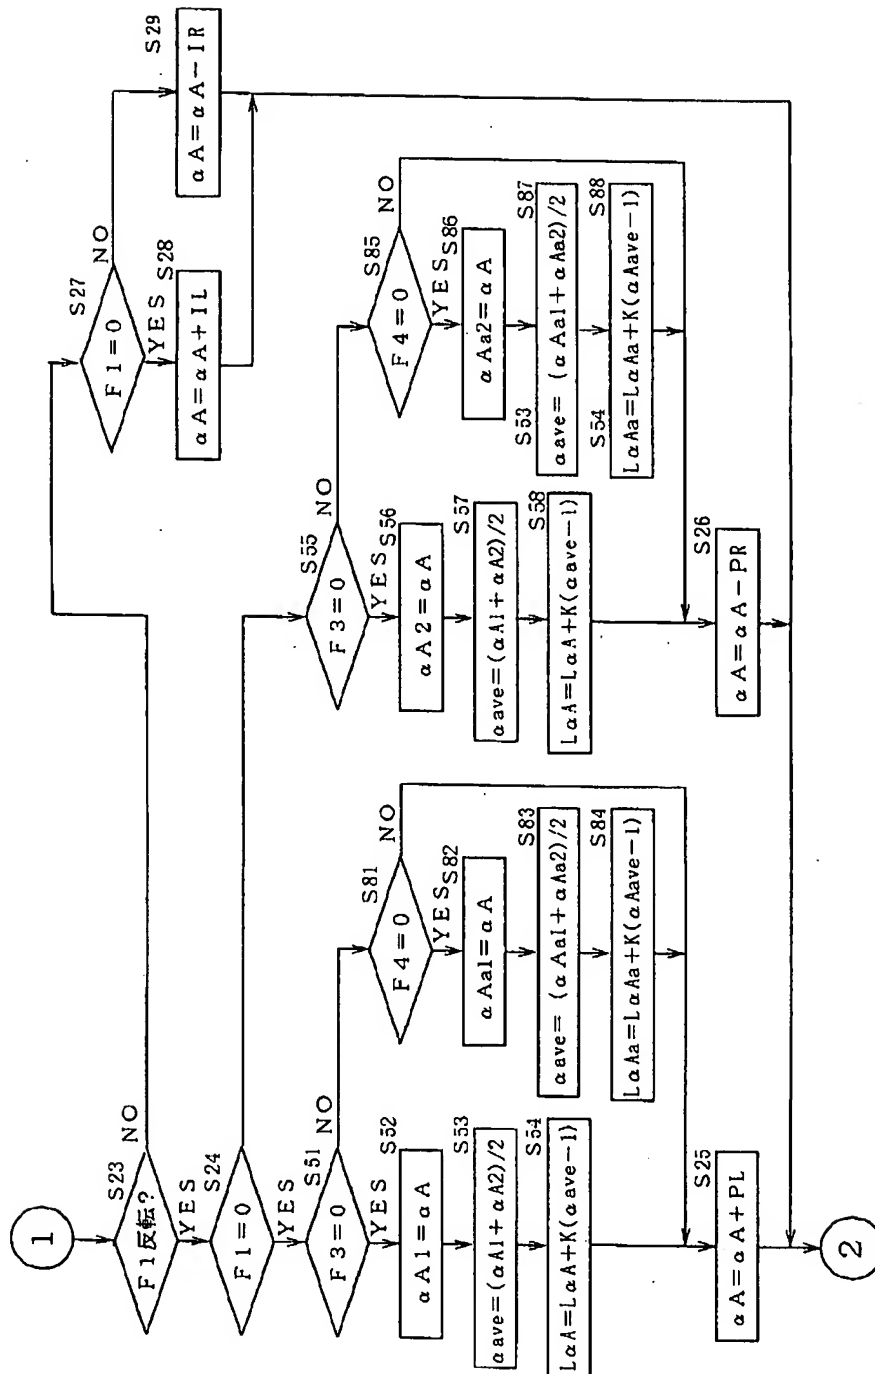 1
S23
F1反転?
NO
YES
S24
F1=0
YES
S51
F3=0
NO
YES
S52
αA1=αA
S53
αave=(αA1+αA2)/2
S54
LαA=LαA+K(αave-1)
S81
F4=0
NO
YES
S82
αAa1=αA
S83
αave=(αAa1+αAa2)/2
S84
LαAa=LαAa+K(αAave-1)
S25
αA=αA+PL
2
S55
F3=0
NO
YES
S56
αA2=αA
S57
αave=(αA1+αA2)/2
S58
LαA=LαA+K(αave-1)
S85
F4=0
NO
YES
S86
αAa2=αA
S53
S87
αave=(αAa1+αAa2)/2
S54
S88
LαAa=LαAa+K(αAave-1)
S26
αA=αA-PR
S27
F1=0
NO
YES
S28
αA=αA+IL
S29
αA=αA-IR